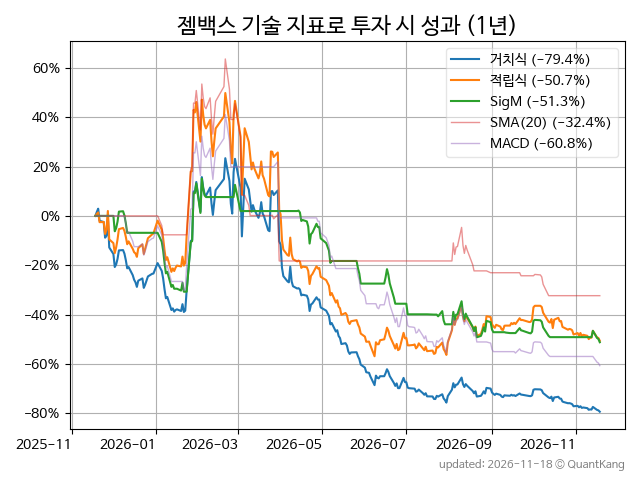 젬백스 기술 지표로 투자 시 성과 (1년)
거치식 (−79.4%)
적립식 (−50.7%)
SigM (−51.3%)
SMA(20) (−32.4%)
MACD (−60.8%)
60%
40%
20%
0%
−20%
−40%
−60%
−80%
2025−11 2026−01 2026−03 2026−05 2026−07 2026−09 2026−11
updated: 2026-11-18 © QuantKang